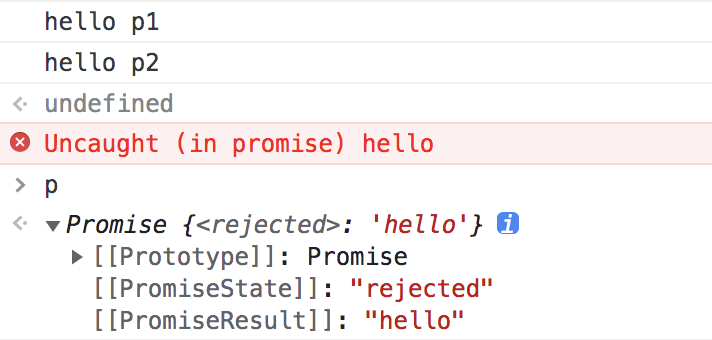 hello p1
hello p2
undefined
Uncaught (in promise) hello
p
Promise {<rejected>: 'hello'} i
[[Prototype]]: Promise
[[PromiseState]]: "rejected"
[[PromiseResult]]: "hello"